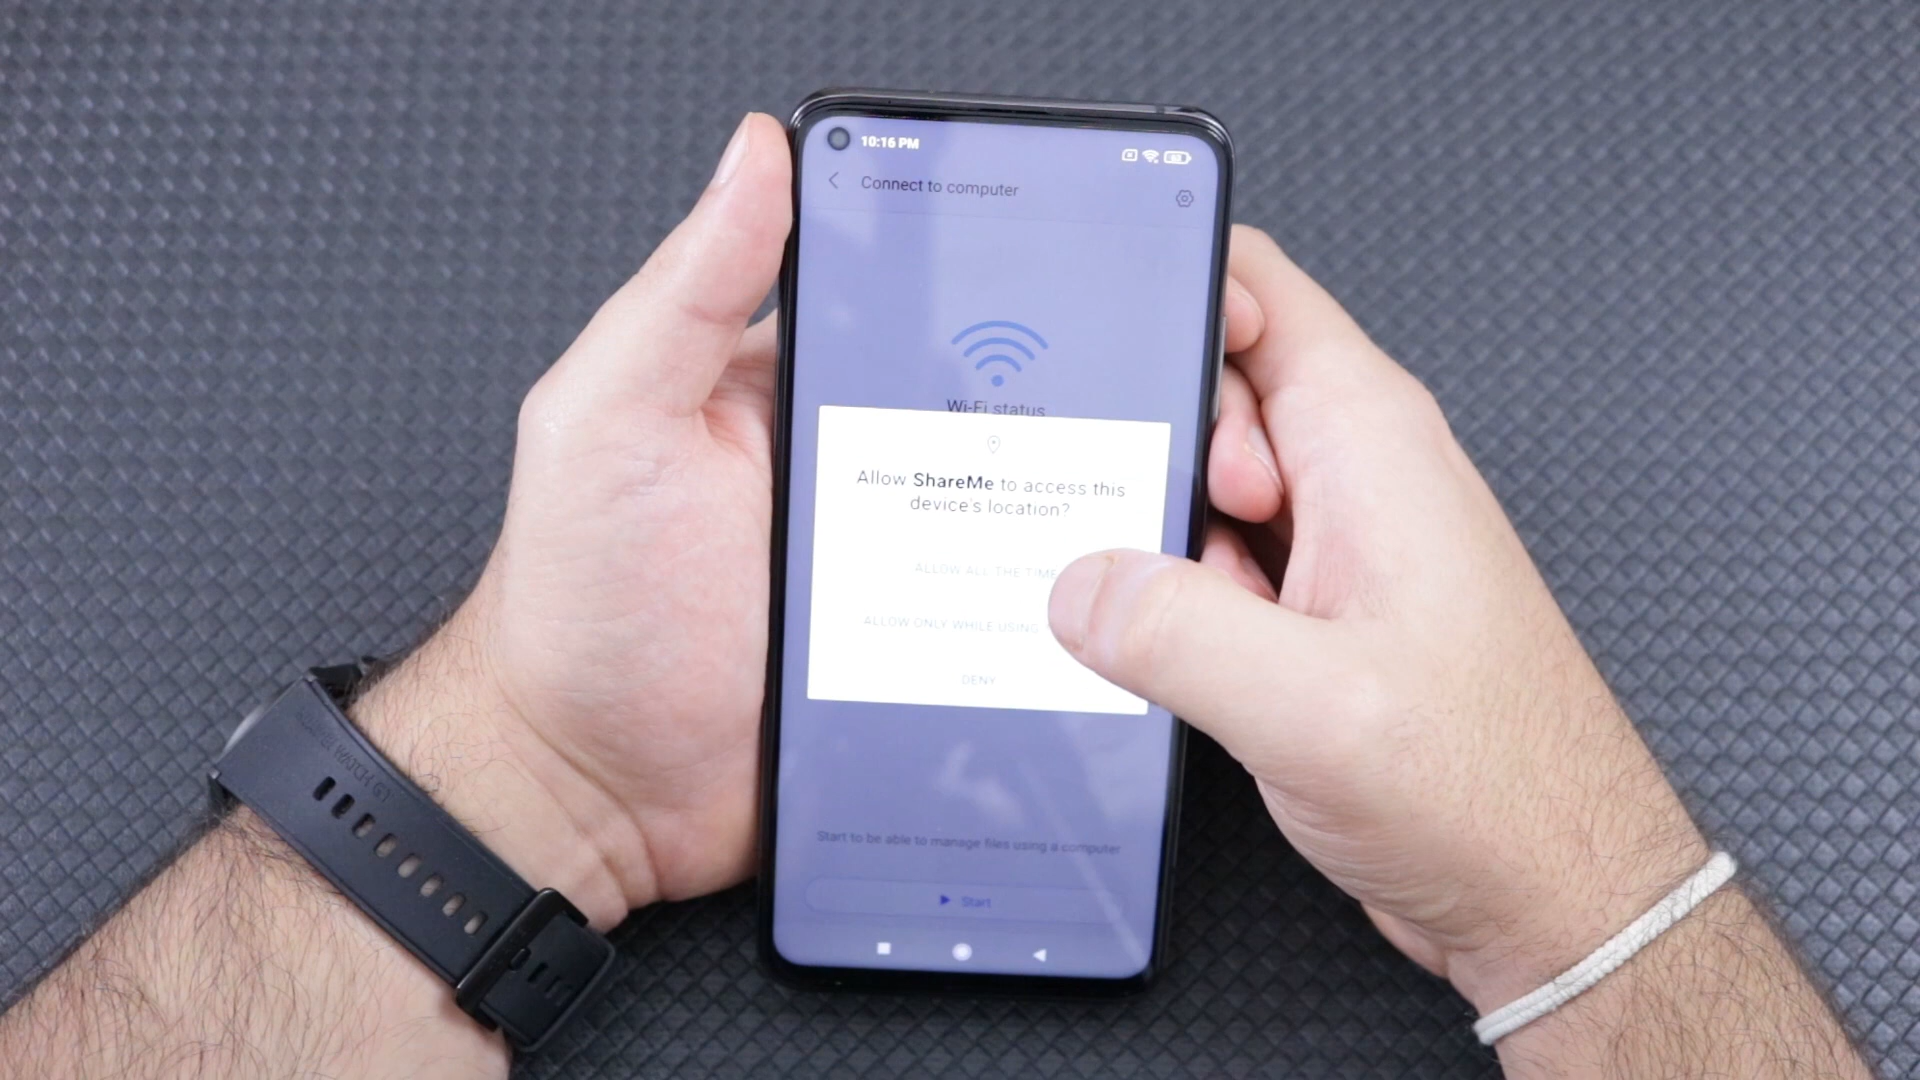 10:16 PM
Connect to computer
Wi-Fi status
Allow ShareMe to access this
device's location?
ALLOW ALL THE TIME
ALLOW ONLY WHILE USING
DENY
Start to be able to manage files using a computer
Start